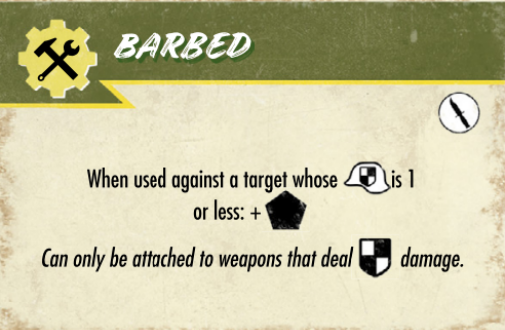 BARBED
When used against a target whose is 1
or less: +
Can only be attached to weapons that deal damage.